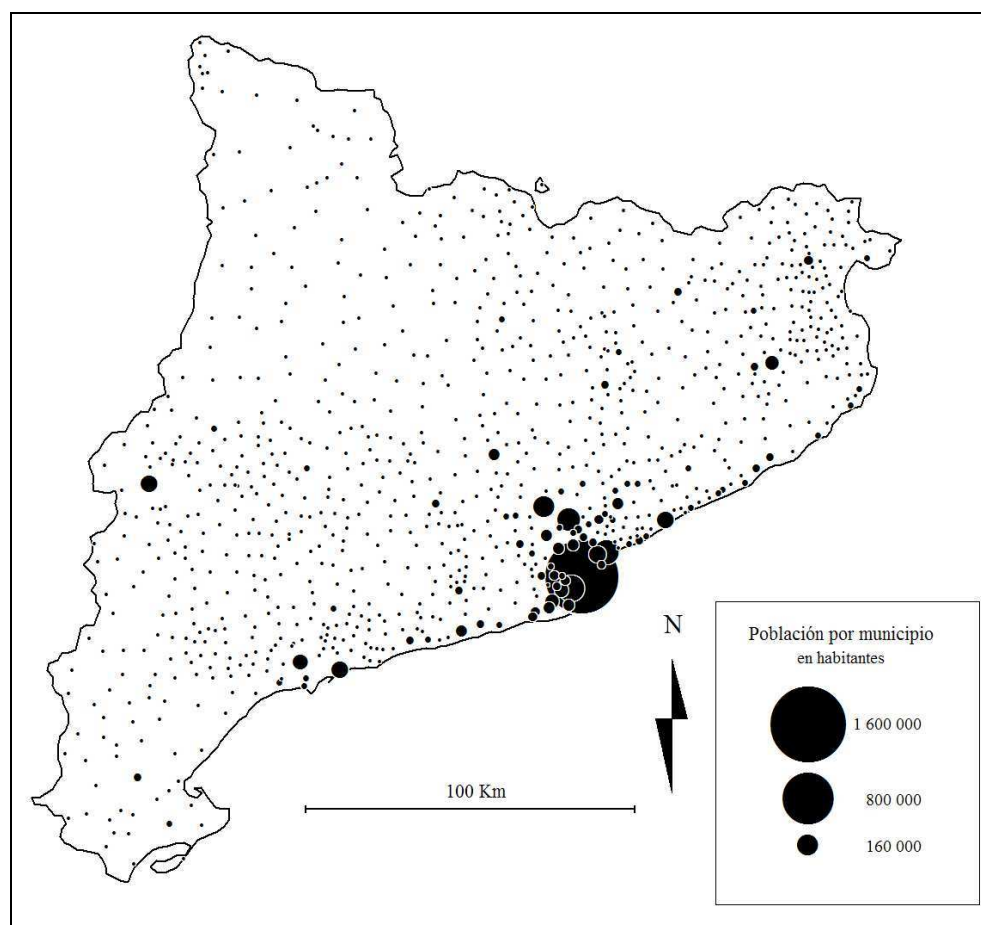 N
Población por municipio
en habitantes
1 600 000
800 000
160 000
100 Km